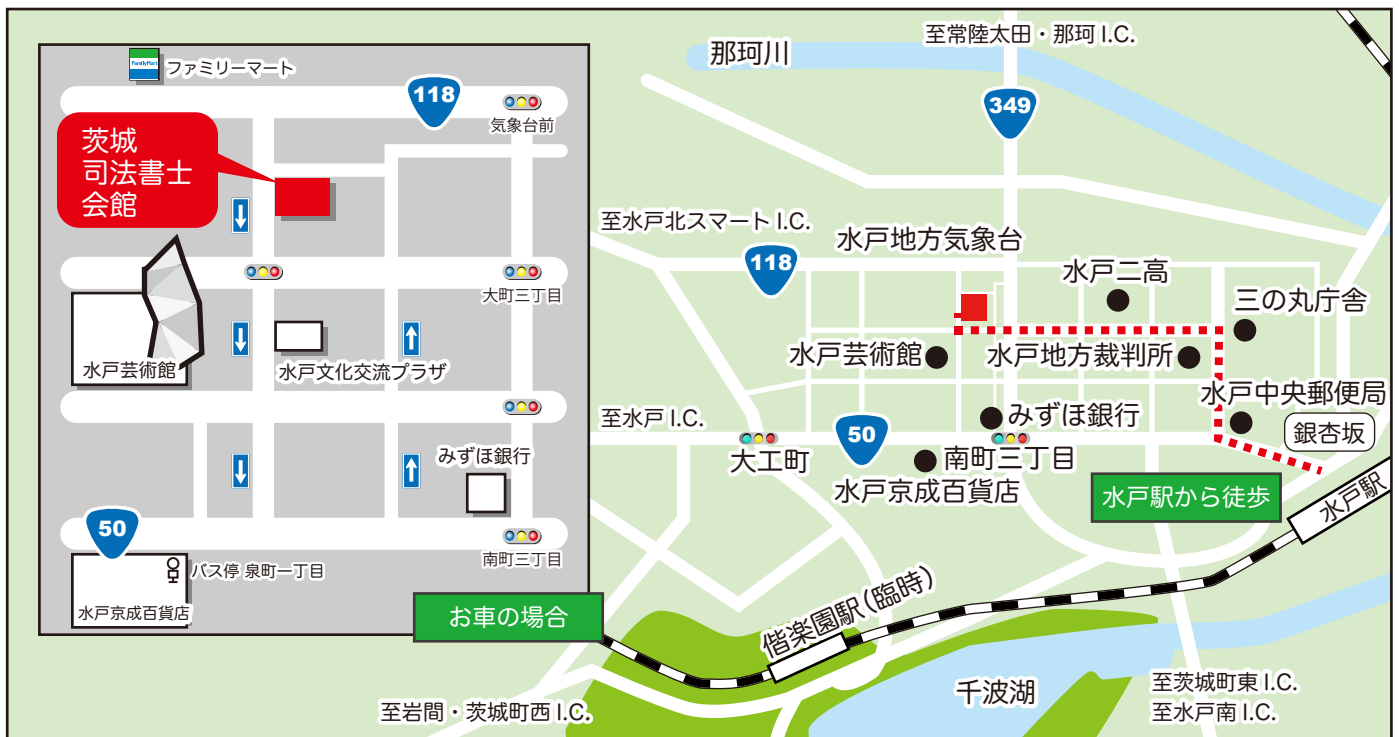 FamilyMart
ファミリーマート
118
気象台前
茨城
司法書士
会館
大町三丁目
水戸芸術館
水戸文化交流プラザ
みずほ銀行
50
南町三丁目
バス停 泉町一丁目
水戸京成百貨店
お車の場合
至常陸太田・那珂 I.C.
那珂川
349
至水戸北スマート I.C.
水戸地方気象台
118
水戸二高
三の丸庁舎
水戸芸術館
水戸地方裁判所
水戸中央郵便局
至水戸 I.C.
みずほ銀行
銀杏坂
50
大工町
南町三丁目
水戸京成百貨店
水戸駅から徒歩
水戸駅
偕楽園駅(臨時)
千波湖
至岩間・茨城町西 I.C.
至茨城町東 I.C.
至水戸南 I.C.